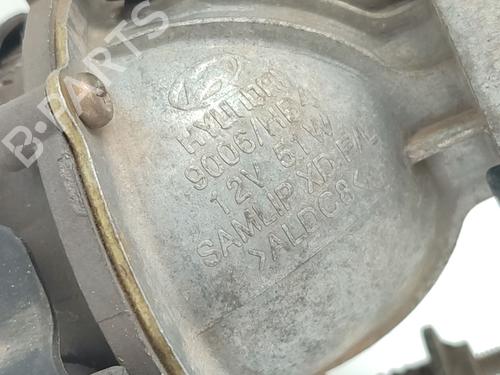 HYUNDAI
9006/HB4
12V 51W
SAMLIP XD F/L
>ALDC8<
B-PARTS